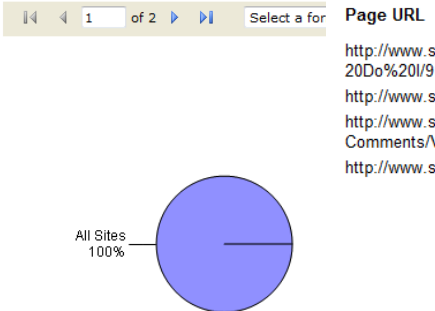 1 of 2 Select a for
Page URL
http://www.s
20Do%20I/9
http://www.s
http://www.s
Comments/V
http://www.s
All Sites
100%